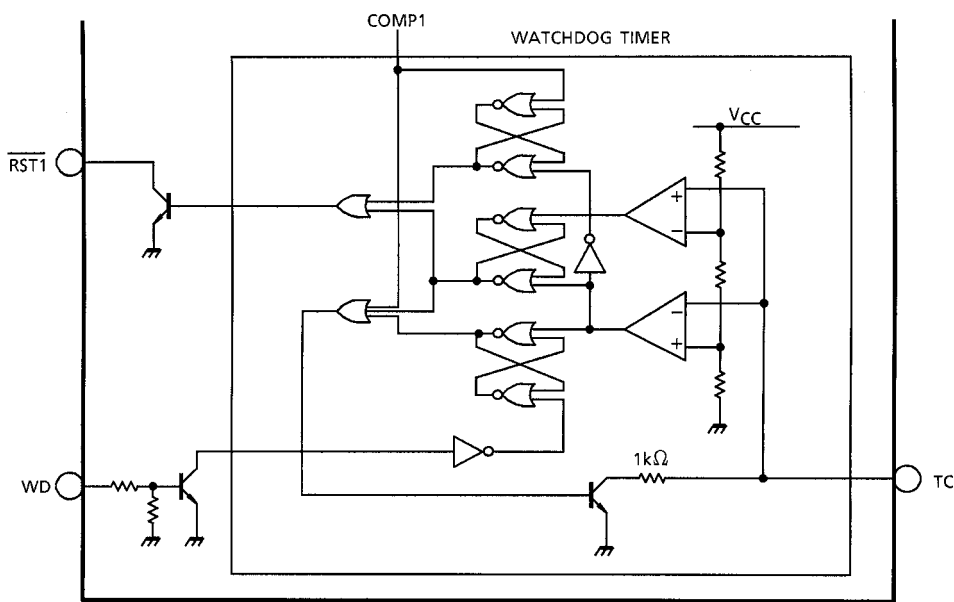 COMP1
WATCHDOG TIMER
VCC
RST1
+
−
−
+
1kΩ
WD
TC